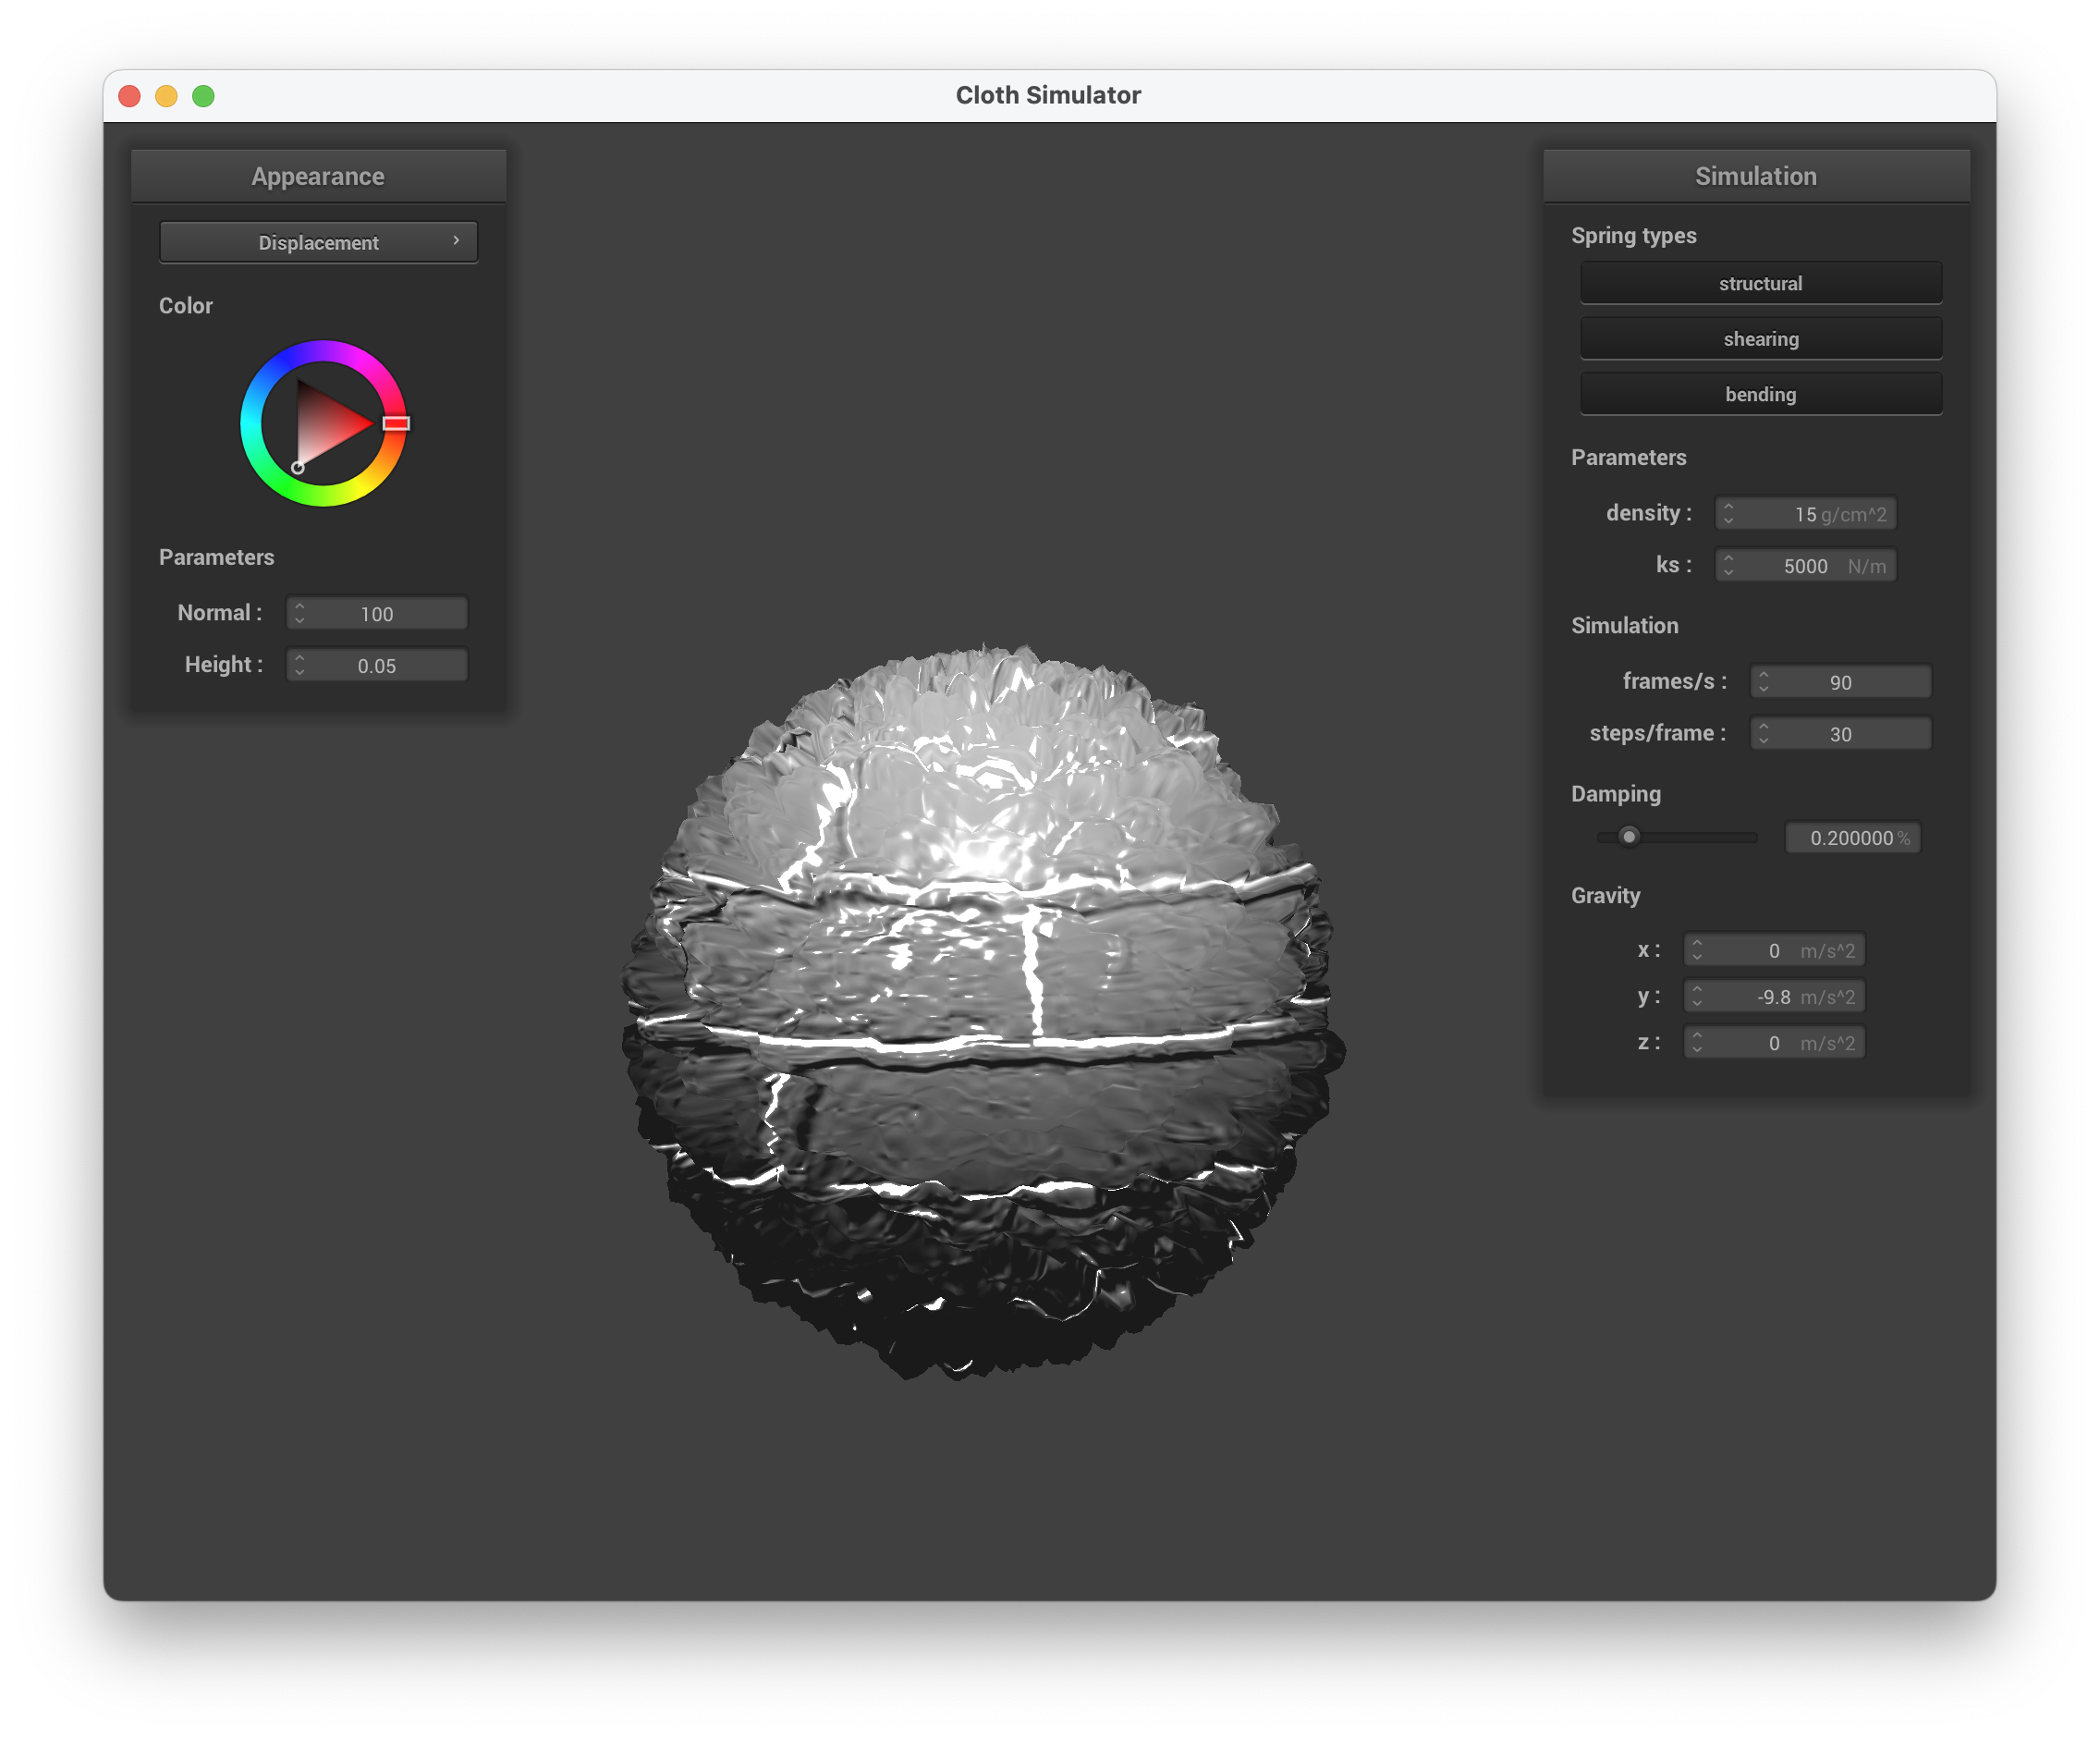 Cloth Simulator
Appearance
Displacement
Color
Parameters
Normal : 100
Height : 0.05
Simulation
Spring types
structural
shearing
bending
Parameters
density : 15 g/cm^2
ks : 5000 N/m
Simulation
frames/s : 90
steps/frame : 30
Damping
0.200000 %
Gravity
x : 0 m/s^2
y : -9.8 m/s^2
z : 0 m/s^2